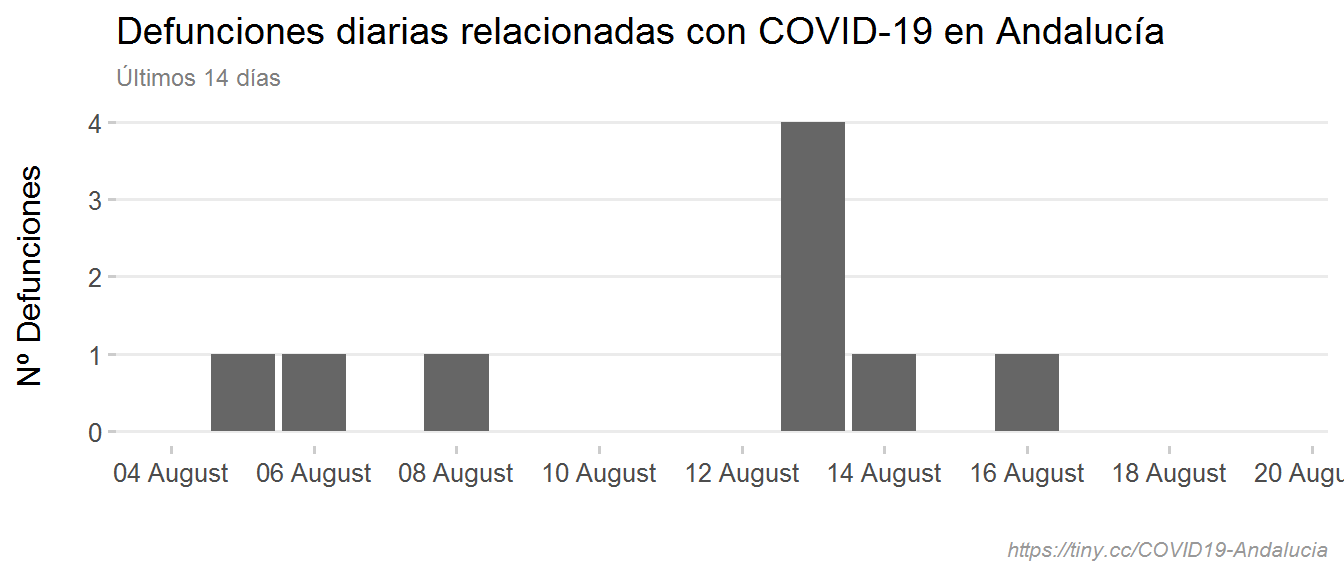 Defunciones diarias relacionadas con COVID-19 en Andalucía
Últimos 14 días
Nº Defunciones
4
3
2
1
0
04 August 06 August 08 August 10 August 12 August 14 August 16 August 18 August 20 Augu
https://tiny.cc/COVID19-Andalucia